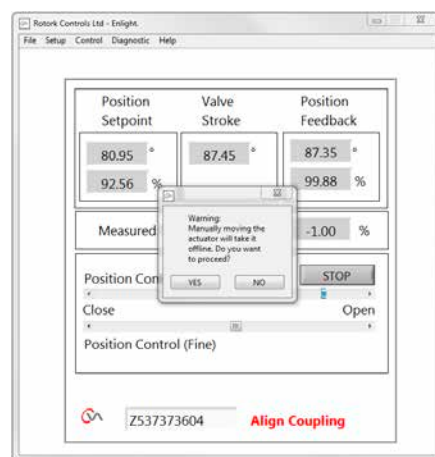 Rotork Controls Ltd - Enlight.
File Setup Control Diagnostic Help
Position Setpoint
Valve Stroke
Position Feedback
80.95 °
87.45 °
87.35 °
92.56 %
99.88 %
Measured
-1.00 %
Warning:
Manually moving the
actuator will take it
offline. Do you want
to proceed?
YES NO
Position Con
STOP
Close Open
Position Control (Fine)
Z537373604
Align Coupling